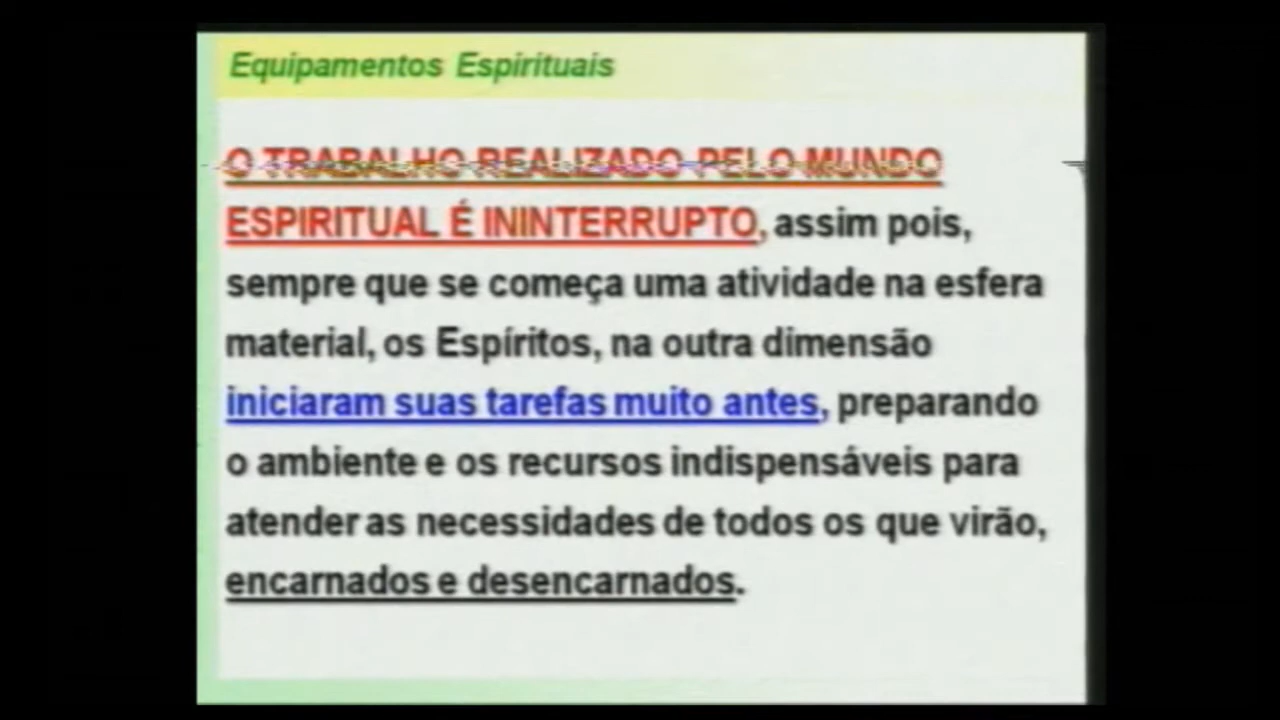 Equipamentos Espirituais
O TRABALHO REALIZADO PELO MUNDO
ESPIRITUAL É ININTERRUPTO, assim pois,
sempre que se começa uma atividade na esfera
material, os Espíritos, na outra dimensão
iniciaram suas tarefas muito antes, preparando
o ambiente e os recursos indispensáveis para
atender as necessidades de todos os que virão,
encarnados e desencarnados.